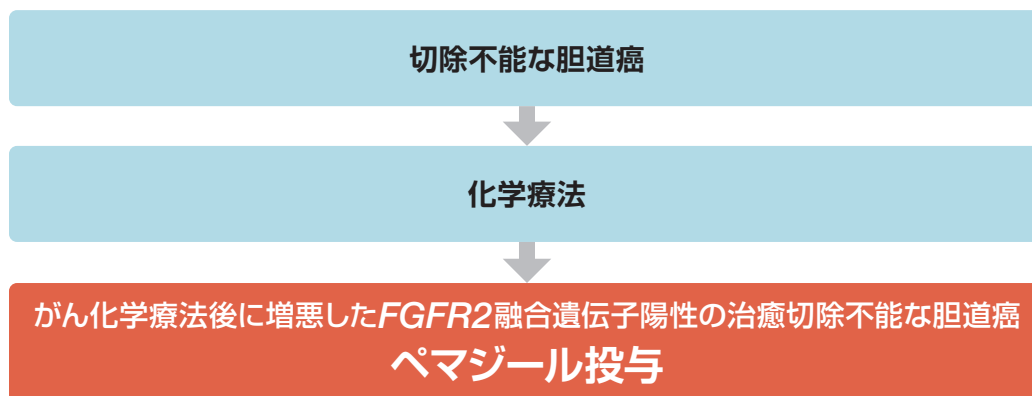 切除不能な胆道癌
化学療法
がん化学療法後に増悪したFGFR2融合遺伝子陽性の治癒切除不能な胆道癌
ペマジール投与